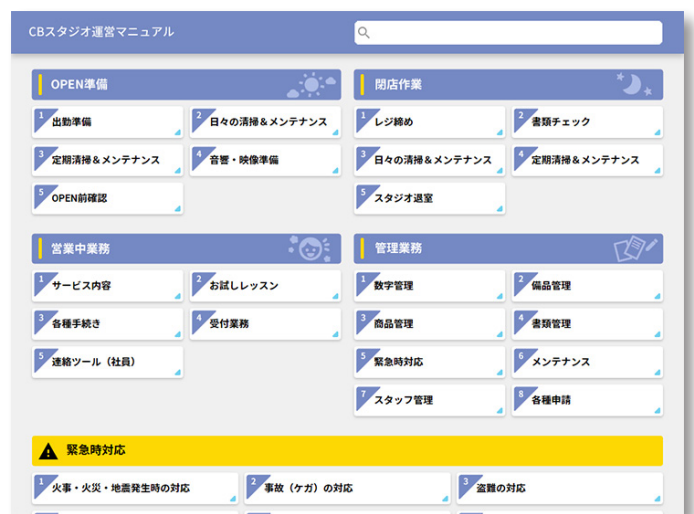 CBスタジオ運営マニュアル
OPEN準備
1 出勤準備
2 日々の清掃＆メンテナンス
3 定期清掃＆メンテナンス
4 音響・映像準備
5 OPEN前確認
閉店作業
1 レジ締め
2 書類チェック
3 日々の清掃＆メンテナンス
4 定期清掃＆メンテナンス
5 スタジオ退室
営業中業務
1 サービス内容
2 お試しレッスン
3 各種手続き
4 受付業務
5 連絡ツール（社員）
管理業務
1 数字管理
2 備品管理
3 商品管理
4 書類管理
5 緊急時対応
6 メンテナンス
7 スタッフ管理
8 各種申請
緊急時対応
1 火事・火災・地震発生時の対応
2 事故（ケガ）の対応
3 盗難の対応